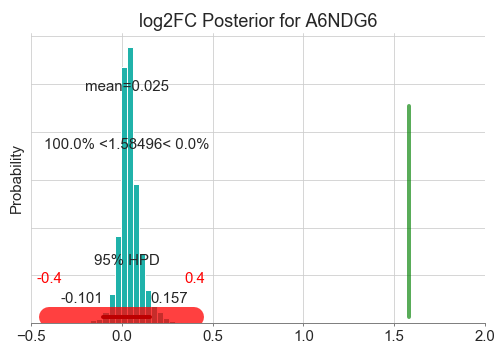 log2FC Posterior for A6NDG6
mean=0.025
100.0% <1.58496< 0.0%
Probability
95% HPD
-0.4 0.4
-0.101 0.157
−0.5 0.0 0.5 1.0 1.5 2.0